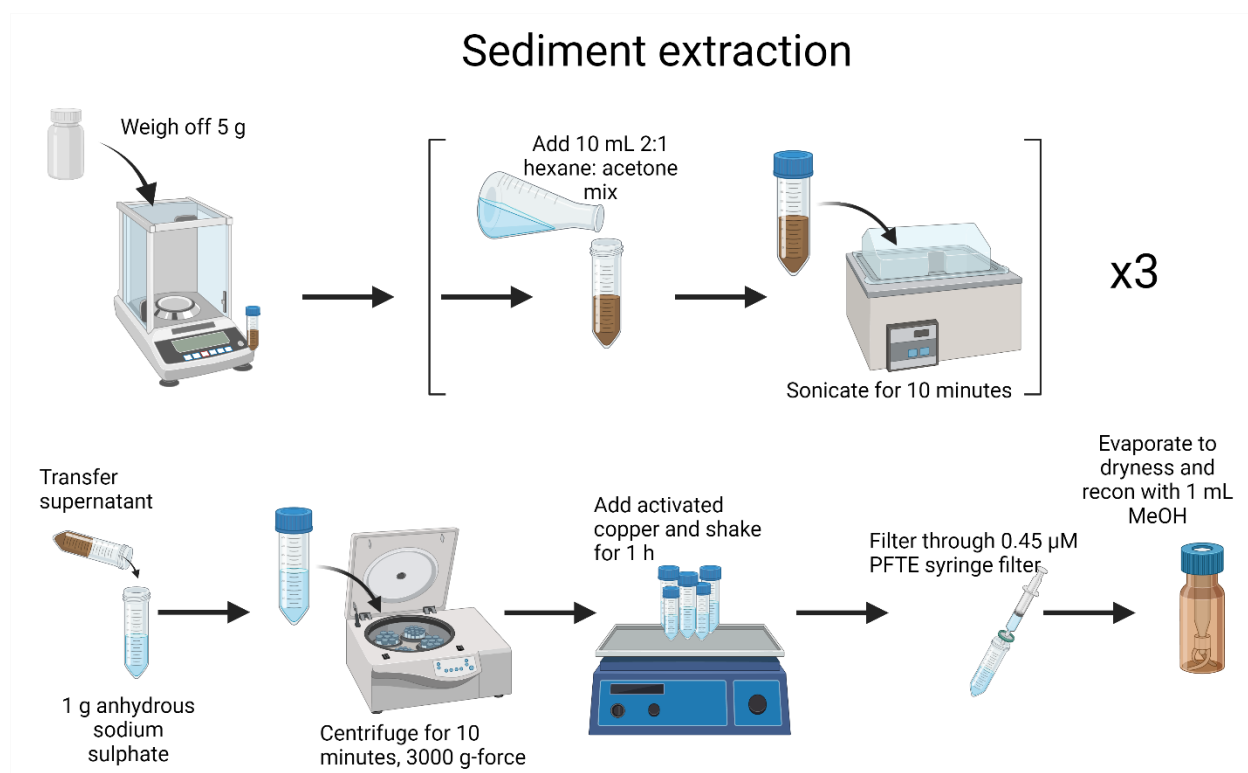 Sediment extraction
Weigh off 5 g
Add 10 mL 2:1
hexane: acetone
mix
Sonicate for 10 minutes
x3
Transfer
supernatant
1 g anhydrous
sodium
sulphate
Centrifuge for 10
minutes, 3000 g-force
Add activated
copper and shake
for 1 h
Filter through 0.45 µM
PFTE syringe filter
Evaporate to
dryness and
recon with 1 mL
MeOH